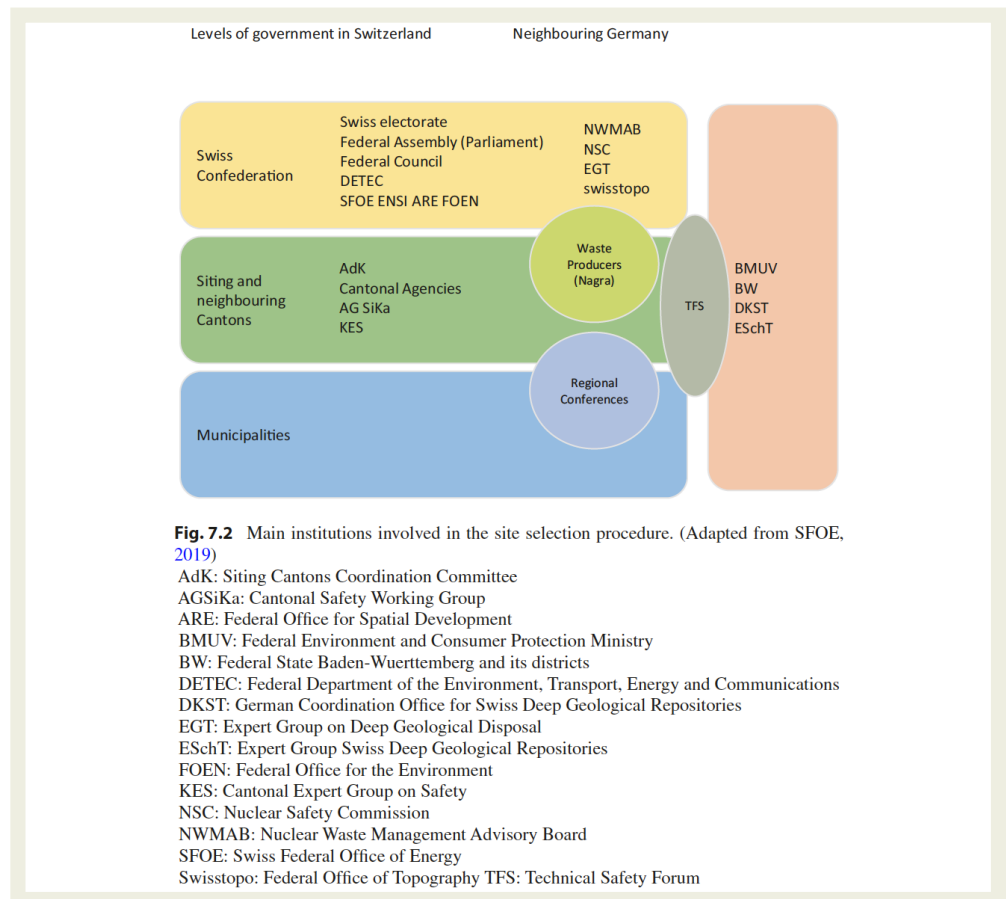 Levels of government in Switzerland
Neighbouring Germany
Swiss
Confederation
Swiss electorate
Federal Assembly (Parliament)
Federal Council
DETEC
SFOE ENSI ARE FOEN
NWMAB
NSC
EGT
swisstopo
Siting and
neighbouring
Cantons
AdK
Cantonal Agencies
AG SiKa
KES
Waste
Producers
(Nagra)
TFS
BMUV
BW
DKST
ESchT
Regional
Conferences
Municipalities
Fig. 7.2 Main institutions involved in the site selection procedure. (Adapted from SFOE,
2019)
AdK: Siting Cantons Coordination Committee
AGSiKa: Cantonal Safety Working Group
ARE: Federal Office for Spatial Development
BMUV: Federal Environment and Consumer Protection Ministry
BW: Federal State Baden-Wuerttemberg and its districts
DETEC: Federal Department of the Environment, Transport, Energy and Communications
DKST: German Coordination Office for Swiss Deep Geological Repositories
EGT: Expert Group on Deep Geological Disposal
ESchT: Expert Group Swiss Deep Geological Repositories
FOEN: Federal Office for the Environment
KES: Cantonal Expert Group on Safety
NSC: Nuclear Safety Commission
NWMAB: Nuclear Waste Management Advisory Board
SFOE: Swiss Federal Office of Energy
Swisstopo: Federal Office of Topography TFS: Technical Safety Forum